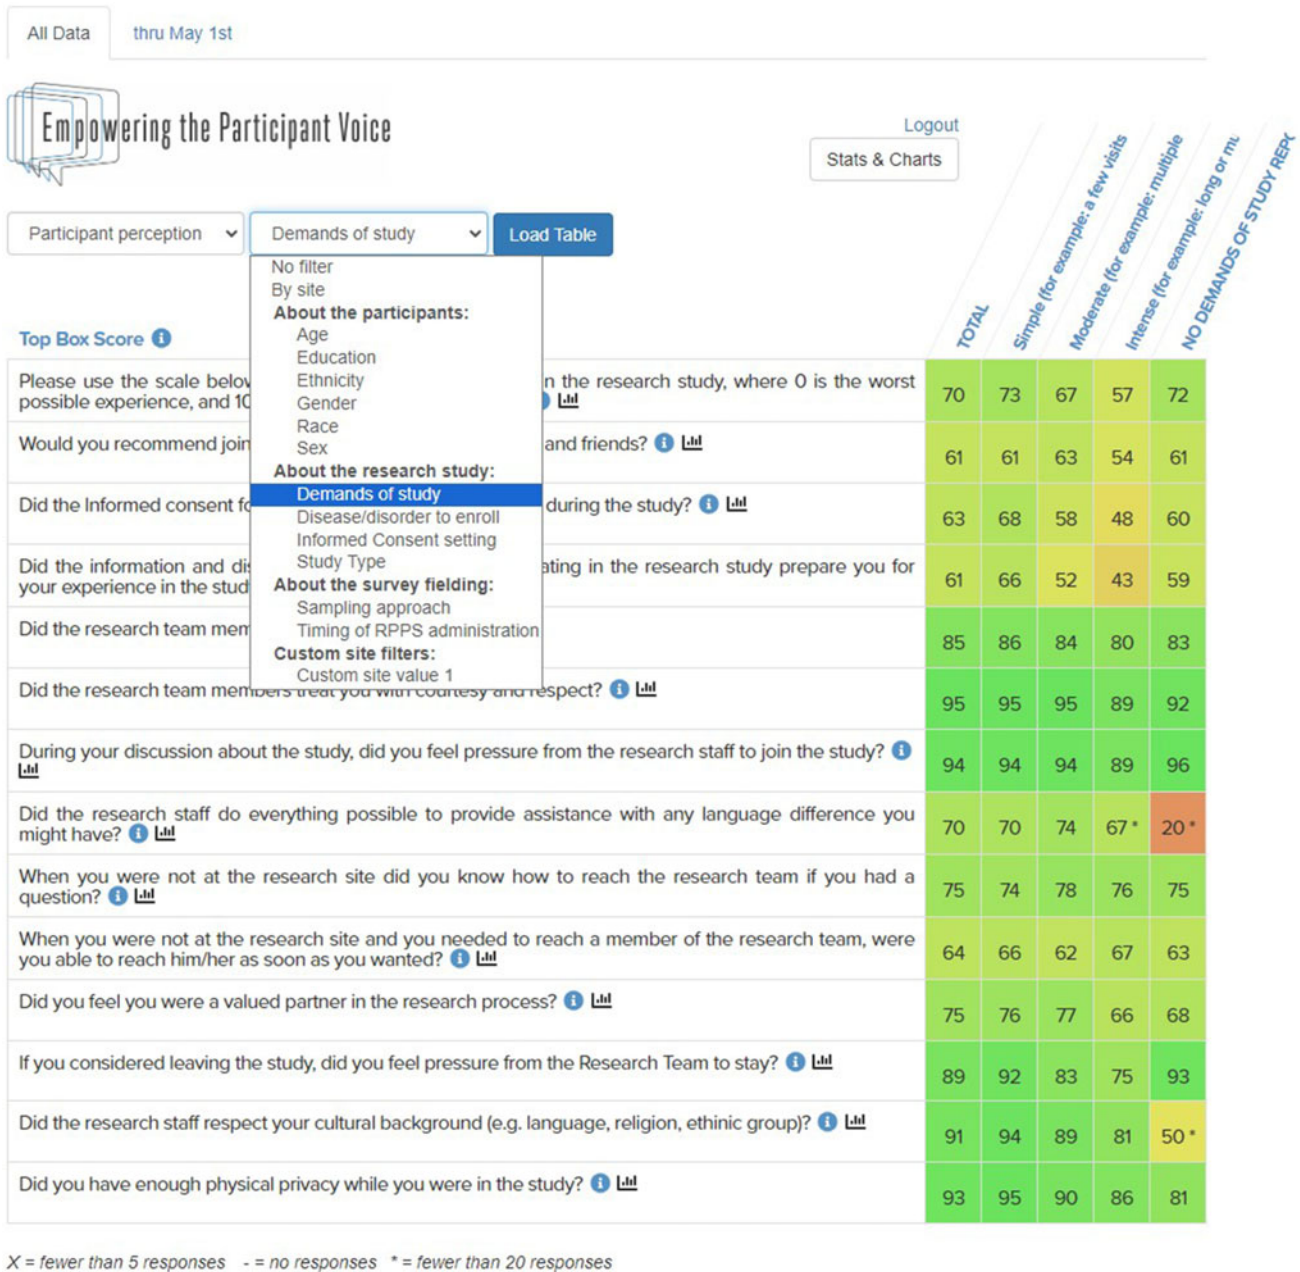 All Data thru May 1st
Empowering the Participant Voice
Logout
Stats & Charts
Participant perception Demands of study Load Table
No filter
By site
About the participants:
Age
Education
Ethnicity
Gender
Race
Sex
About the research study:
Demands of study
Disease/disorder to enroll
Informed Consent setting
Study Type
About the survey fielding:
Sampling approach
Timing of RPPS administration
Custom site filters:
Custom site value 1
Top Box Score
TOTAL
Simple (for example: a few visits
Moderate (for example: multiple
Intense (for example: long or mu
NO DEMANDS OF STUDY REPO
Please use the scale below n the research study, where 0 is the worst
possible experience, and 10
70 73 67 57 72
Would you recommend join and friends?
61 61 63 54 61
Did the Informed consent fo during the study?
63 68 58 48 60
Did the information and dis ating in the research study prepare you for
your experience in the stud
61 66 52 43 59
Did the research team mem
85 86 84 80 83
Did the research team members treat you with courtesy and respect?
95 95 95 89 92
During your discussion about the study, did you feel pressure from the research staff to join the study?
94 94 94 89 96
Did the research staff do everything possible to provide assistance with any language difference you
might have?
70 70 74 67 * 20 *
When you were not at the research site did you know how to reach the research team if you had a
question?
75 74 78 76 75
When you were not at the research site and you needed to reach a member of the research team, were
you able to reach him/her as soon as you wanted?
64 66 62 67 63
Did you feel you were a valued partner in the research process?
75 76 77 66 68
If you considered leaving the study, did you feel pressure from the Research Team to stay?
89 92 83 75 93
Did the research staff respect your cultural background (e.g. language, religion, ethinic group)?
91 94 89 81 50 *
Did you have enough physical privacy while you were in the study?
93 95 90 86 81
X = fewer than 5 responses - = no responses * = fewer than 20 responses